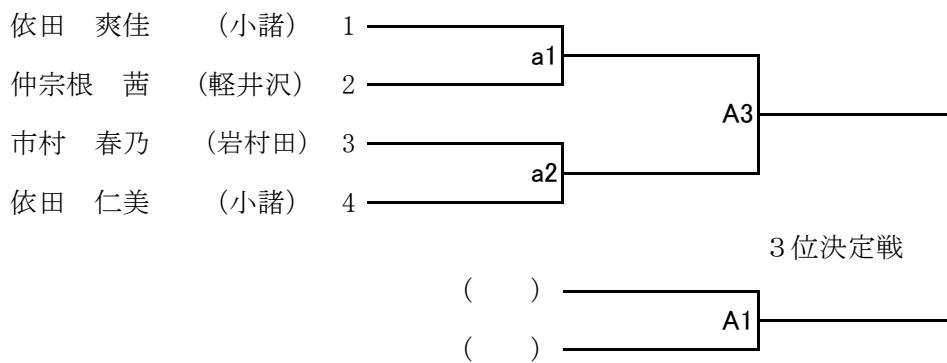 依田　爽佳　（小諸）　1
a1
仲宗根　茜　（軽井沢）　2
A3
市村　春乃　（岩村田）　3
a2
依田　仁美　（小諸）　4
３位決定戦
（　　）
A1
（　　）